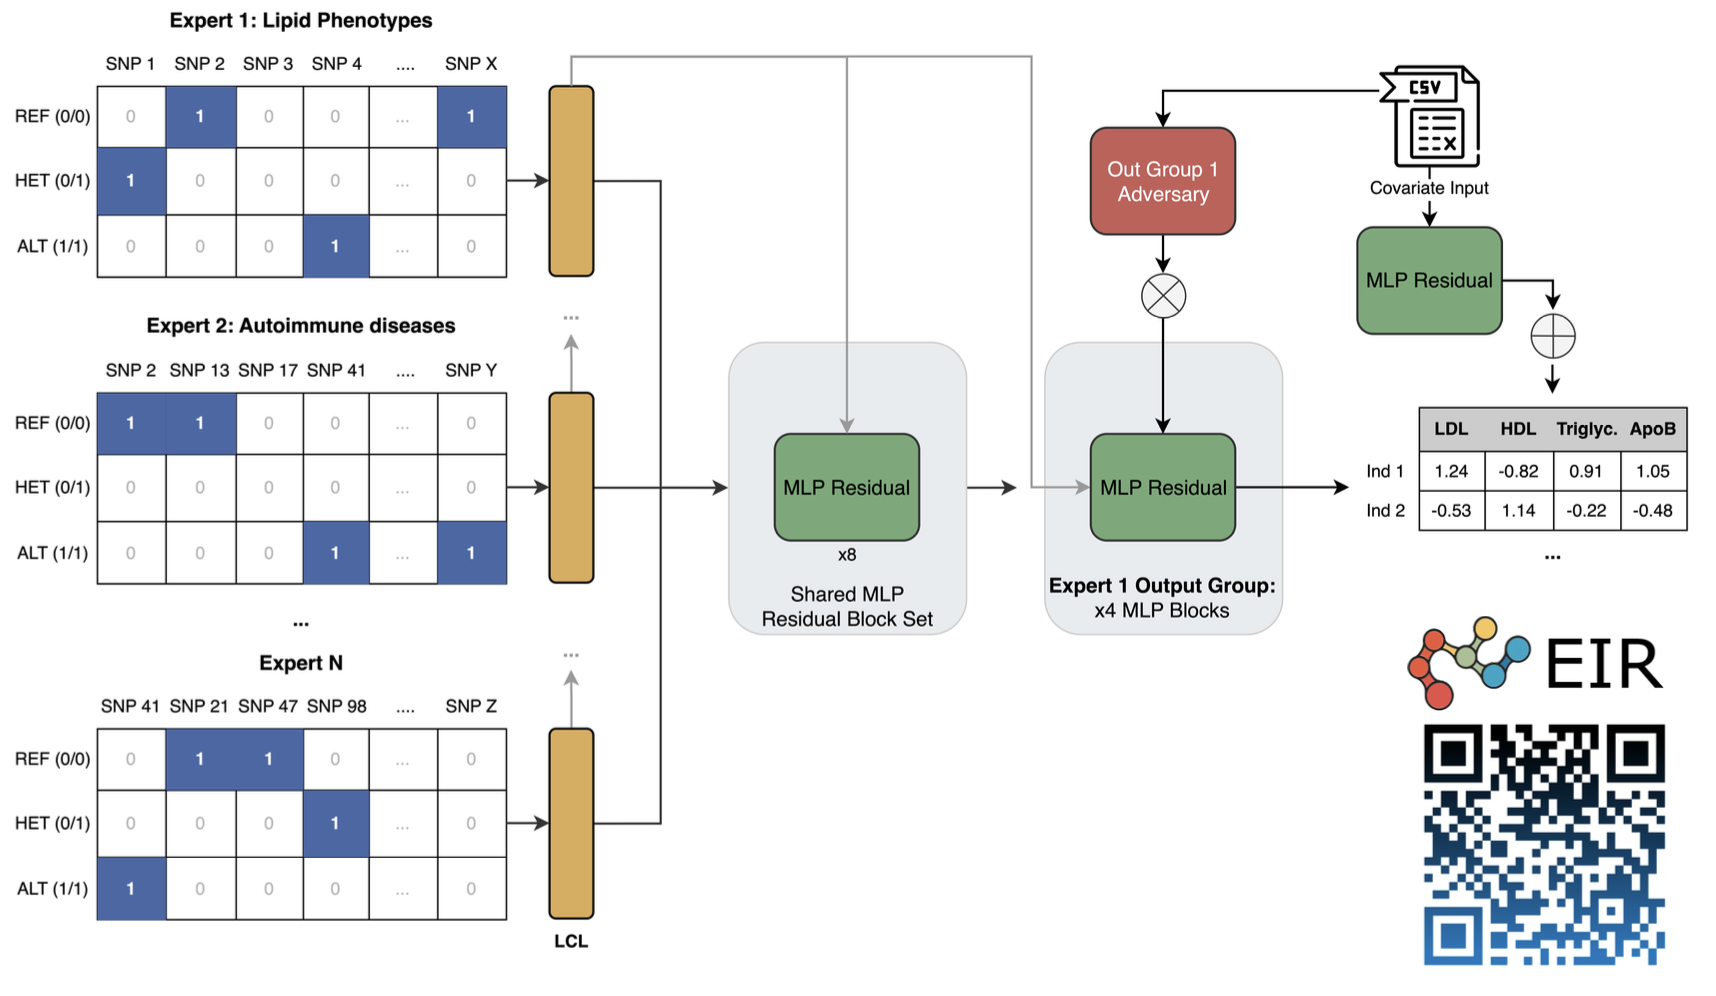 Expert 1: Lipid Phenotypes
SNP 1 SNP 2 SNP 3 SNP 4 .... SNP X
REF (0/0) 0 1 0 0 ... 1
HET (0/1) 1 0 0 0 ... 0
ALT (1/1) 0 0 0 1 ... 0
...
Expert 2: Autoimmune diseases
SNP 2 SNP 13 SNP 17 SNP 41 .... SNP Y
REF (0/0) 1 1 0 0 ... 0
HET (0/1) 0 0 0 0 ... 0
ALT (1/1) 0 0 0 1 ... 1
...
...
Expert N
SNP 41 SNP 21 SNP 47 SNP 98 .... SNP Z
REF (0/0) 0 1 1 0 ... 0
HET (0/1) 0 0 0 1 ... 0
ALT (1/1) 1 0 0 0 ... 0
LCL
MLP Residual
x8
Shared MLP
Residual Block Set
Out Group 1
Adversary
MLP Residual
Expert 1 Output Group:
x4 MLP Blocks
CSV
Covariate Input
MLP Residual
LDL HDL Triglyc. ApoB
Ind 1 1.24 -0.82 0.91 1.05
Ind 2 -0.53 1.14 -0.22 -0.48
...
EIR